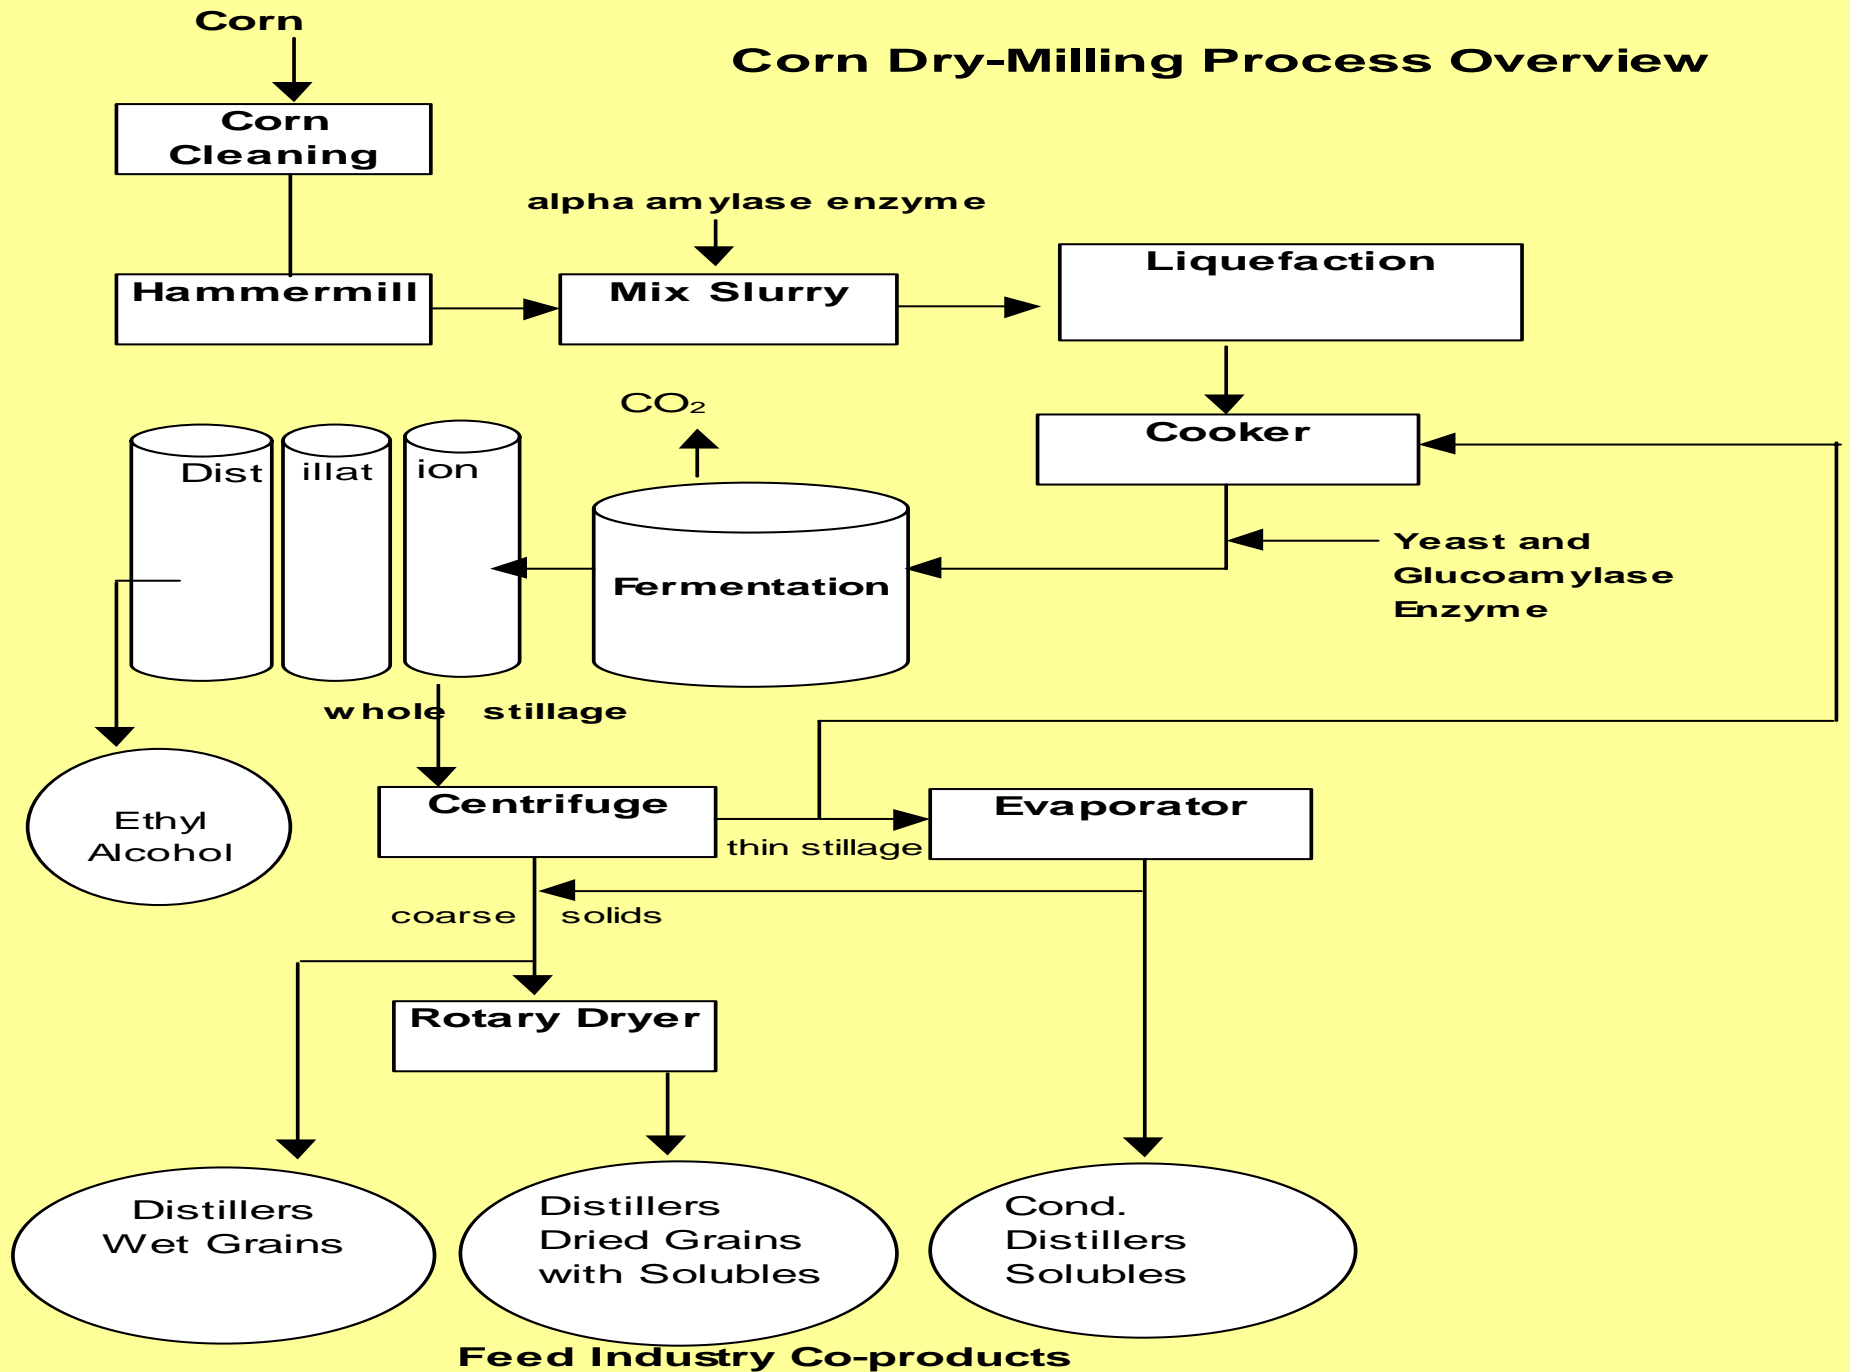 Corn
Corn Dry-Milling Process Overview
Corn
Cleaning
alpha amylase enzyme
Hammermill
Mix Slurry
Liquefaction
CO₂
Cooker
Dist
illat
ion
Yeast and
Glucoamylase
Enzyme
Fermentation
whole stillage
Ethyl
Alcohol
Centrifuge
thin stillage
Evaporator
coarse solids
Rotary Dryer
Distillers
Wet Grains
Distillers
Dried Grains
with Solubles
Cond.
Distillers
Solubles
Feed Industry Co-products